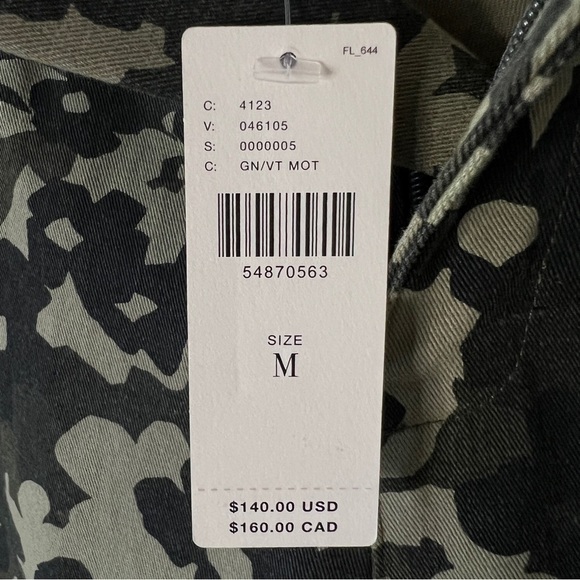 FL_644
C: 4123
V: 046105
S: 0000005
C: GN/VT MOT
54870563
SIZE
M
$140.00 USD
$160.00 CAD